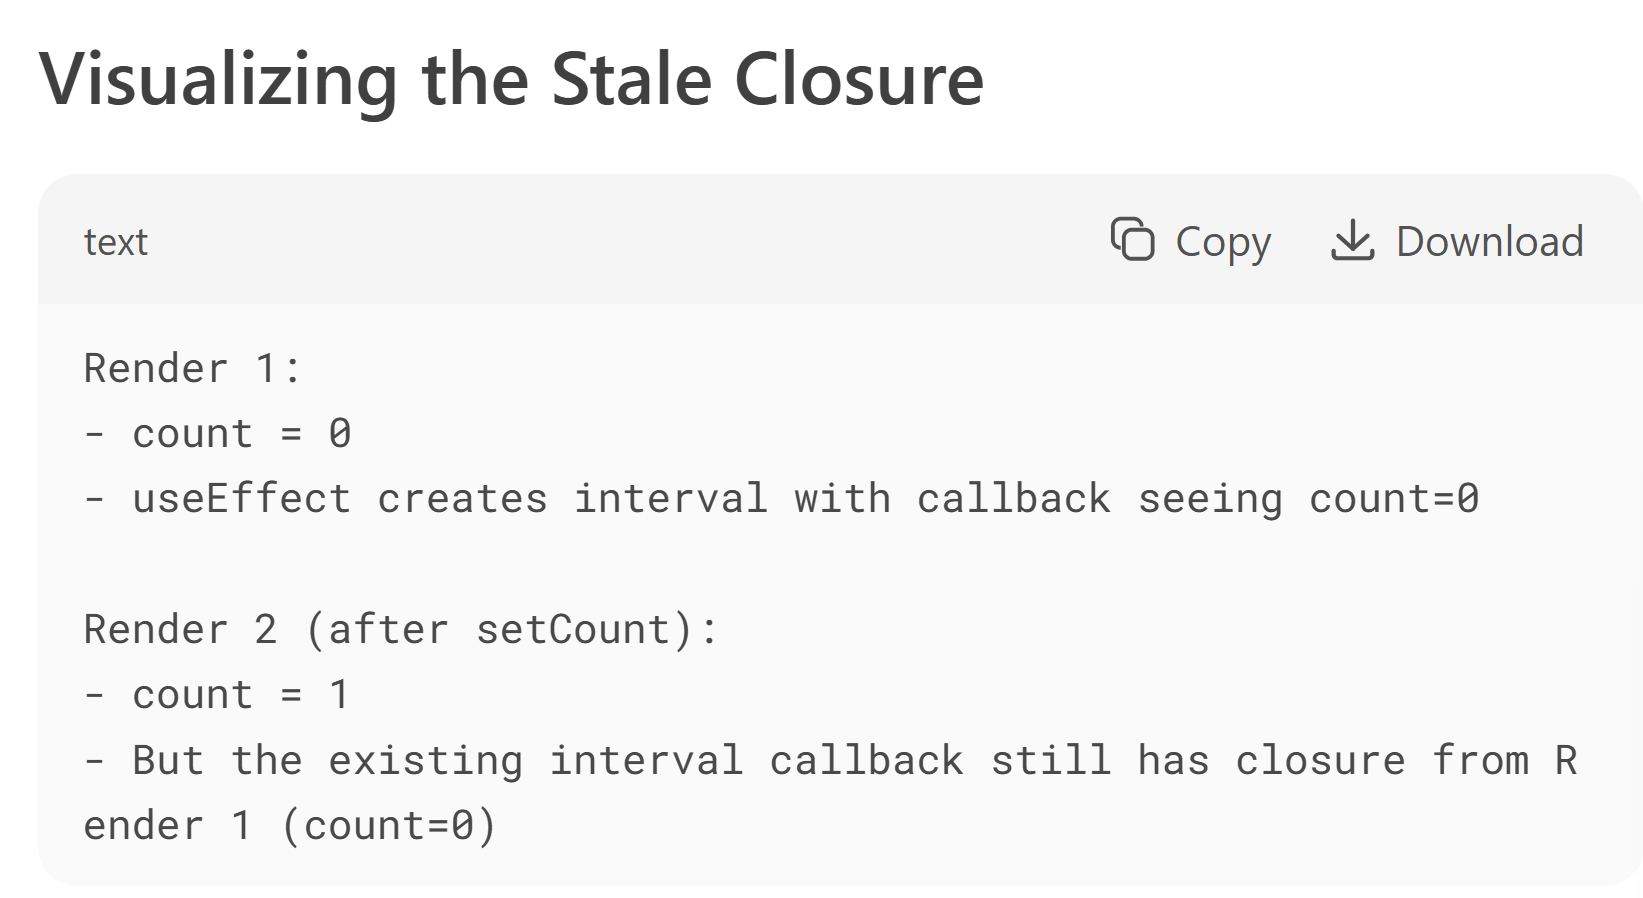 Visualizing the Stale Closure
text
Copy
Download
Render 1:
- count = 0
- useEffect creates interval with callback seeing count=0
Render 2 (after setCount):
- count = 1
- But the existing interval callback still has closure from R
ender 1 (count=0)